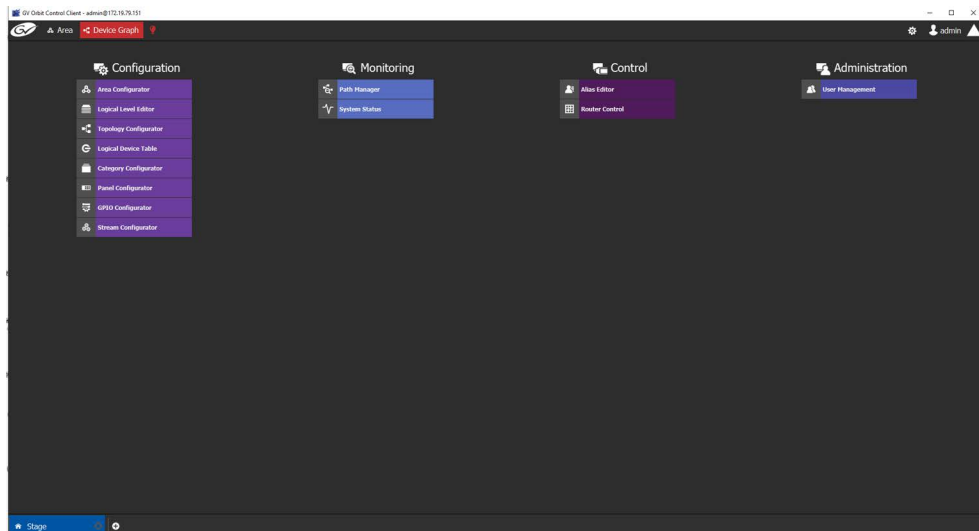 GV Orbit Control Client - admin@172.19.79.151
GV
Area
Device Graph
admin
Configuration
Area Configurator
Logical Level Editor
Topology Configurator
Logical Device Table
Category Configurator
Panel Configurator
GPIO Configurator
Stream Configurator
Monitoring
Path Manager
System Status
Control
Alias Editor
Router Control
Administration
User Management
Stage